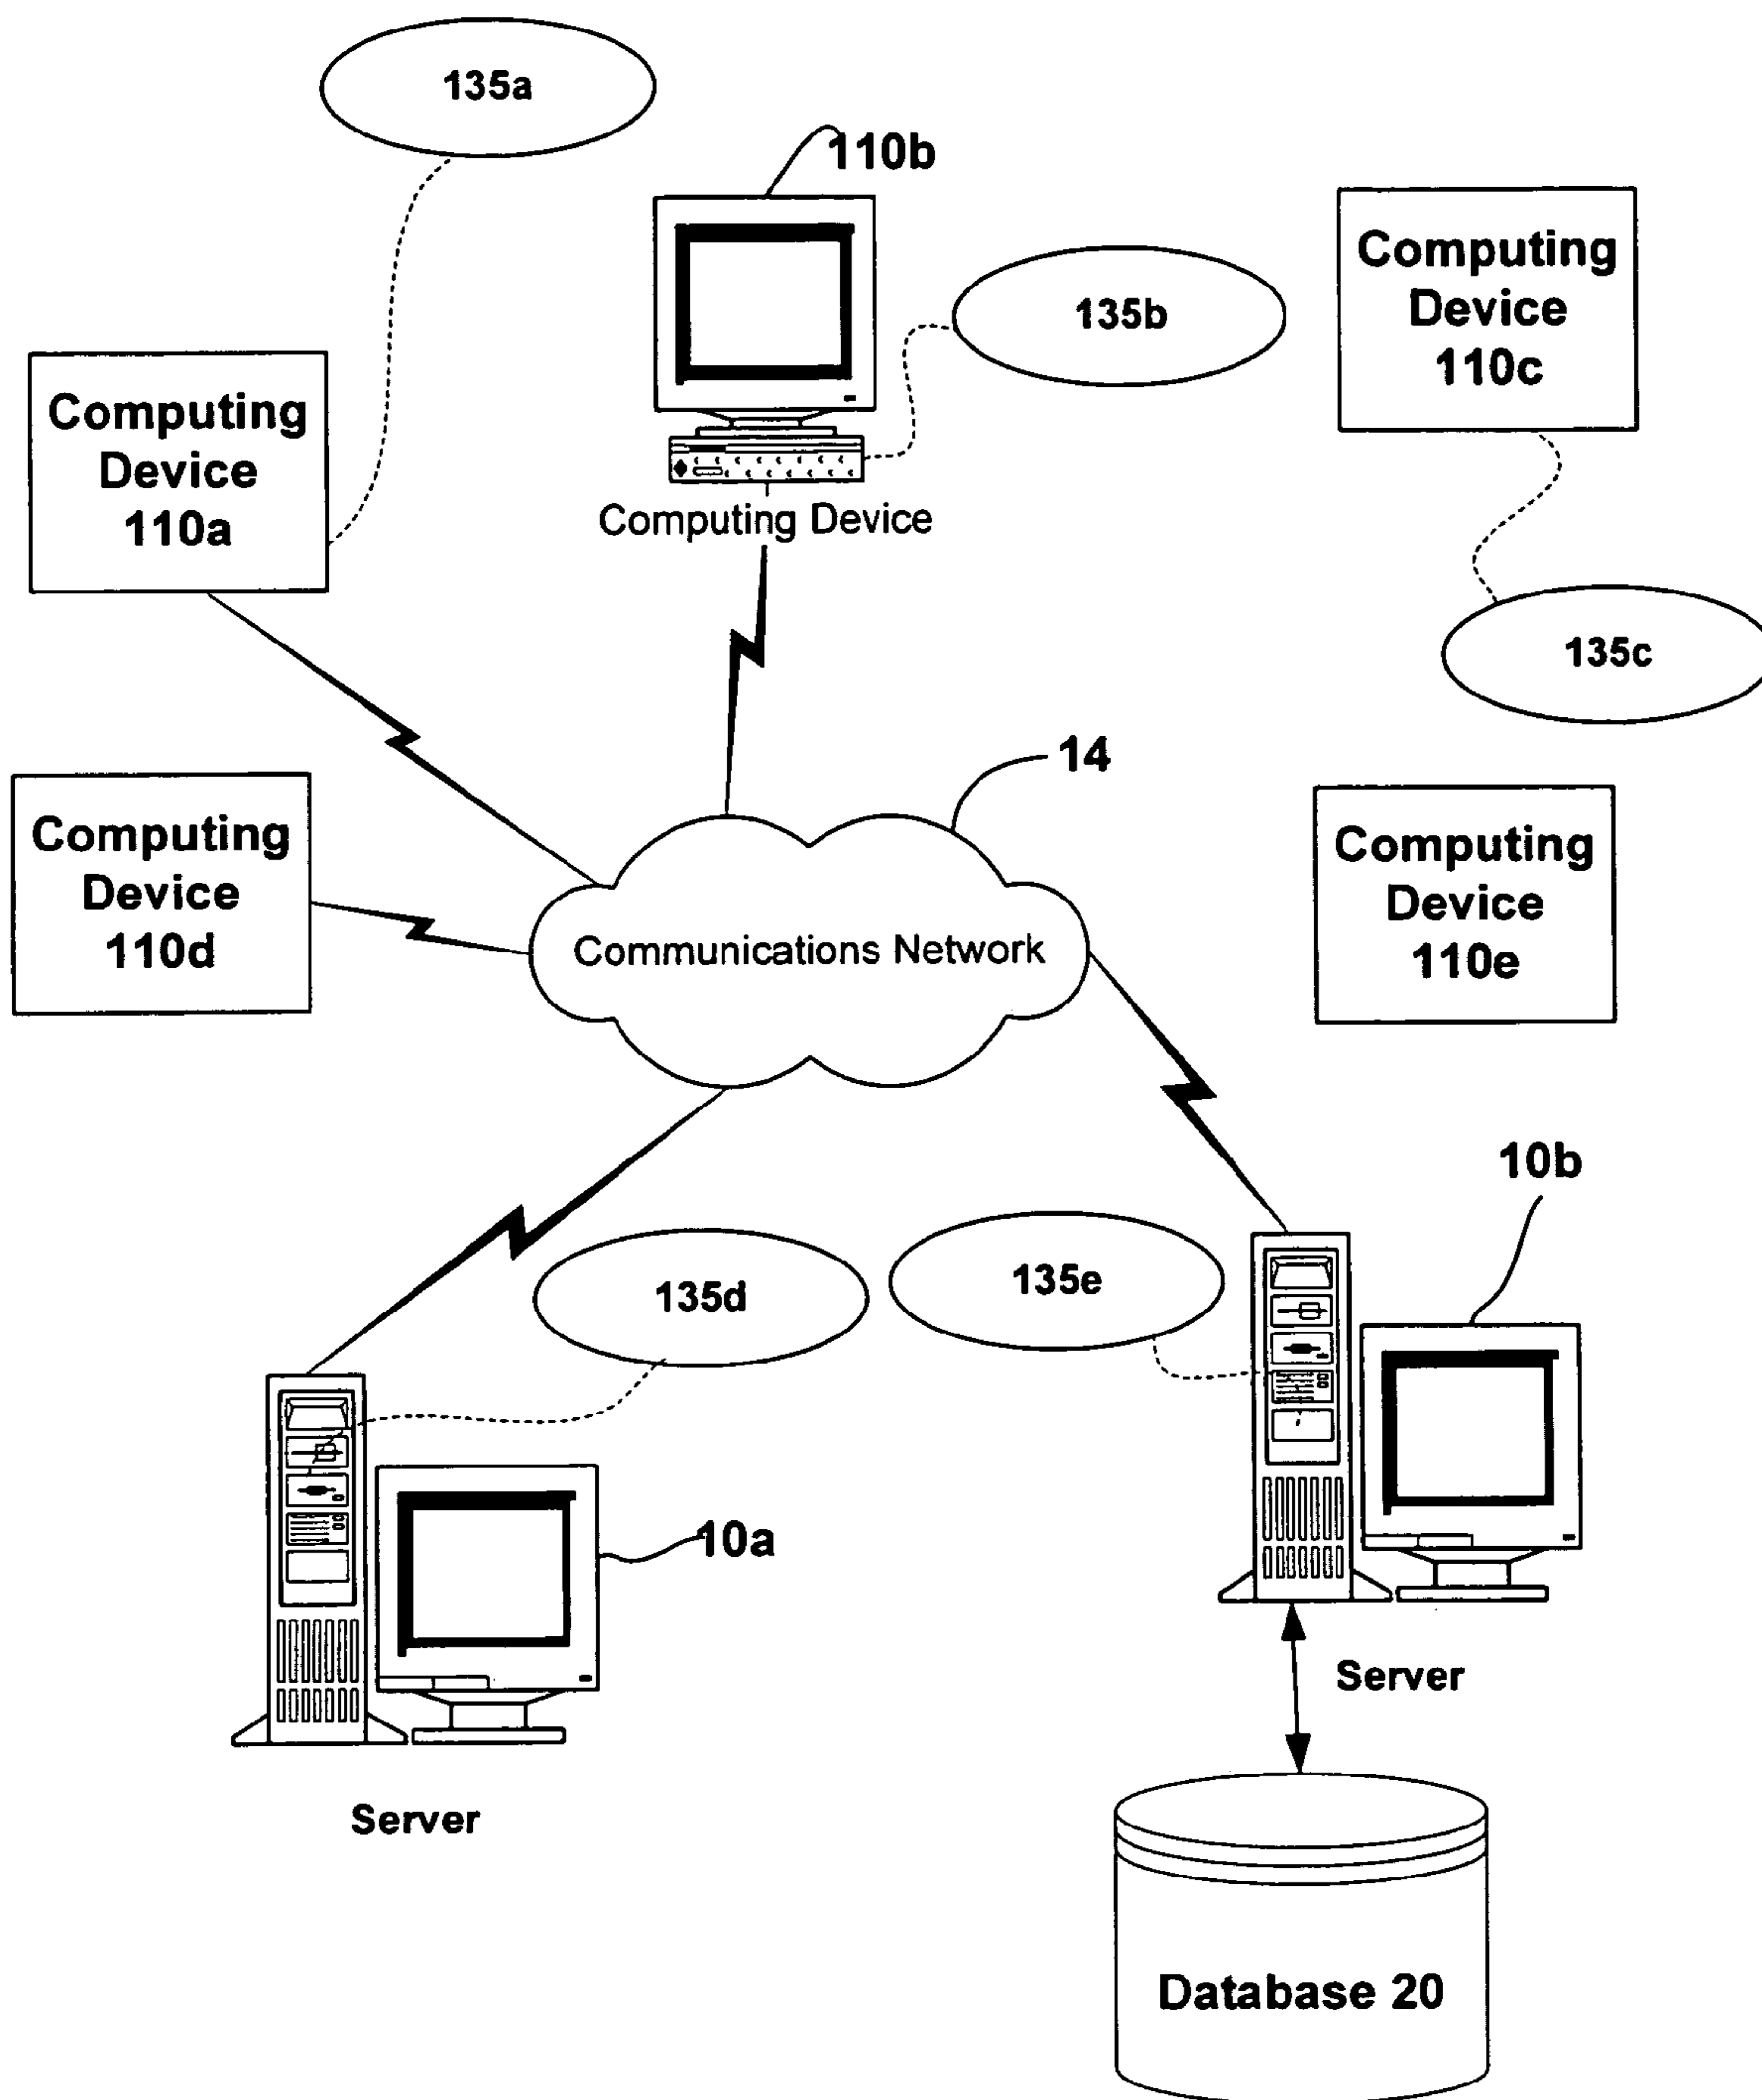 135a
110b
Computing
Device
110c
135b
Computing
Device
110a
Computing Device
135c
14
Computing
Device
110d
Computing
Device
110e
Communications Network
10b
135d
135e
10a
Server
Server
Database 20